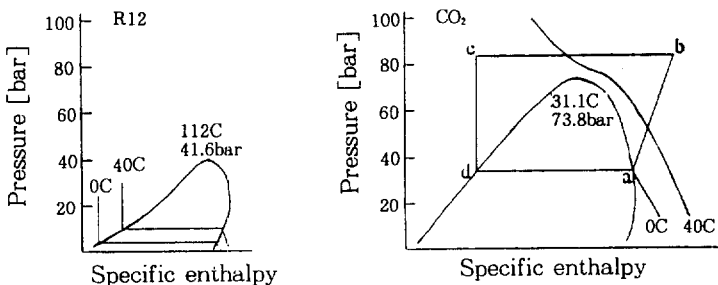 R12
Pressure [bar]
100
80
60
40
20
112C
41.6bar
40C
0C
Specific enthalpy
CO₂
Pressure [bar]
100
80
60
40
20
c
b
31.1C
73.8bar
d
a
0C
40C
Specific enthalpy